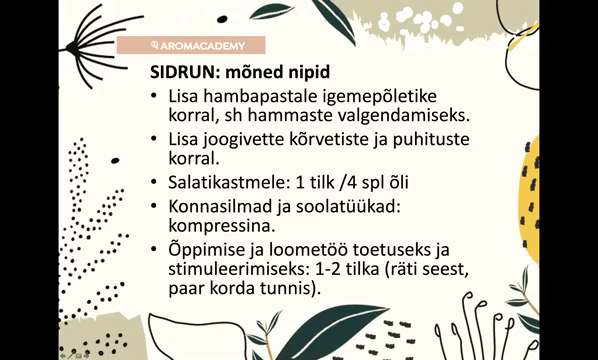 AROMACADEMY
SIDRUN: mõned nipid
• Lisa hambapastale igemepõletike
korral, sh hammaste valgendamiseks.
• Lisa joogivette kõrvetiste ja puhituste
korral.
• Salatikastmele: 1 tilk /4 spl õli
• Konnasilmad ja soolatüükad:
kompressina.
• Õppimise ja loometöö toetuseks ja
stimuleerimiseks: 1-2 tilka (räti seest,
paar korda tunnis).